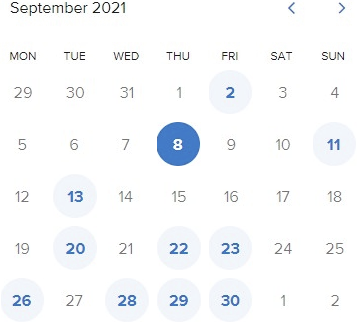 September 2021
MON TUE WED THU FRI SAT SUN
29 30 31 1 2 3 4
5 6 7 8 9 10 11
12 13 14 15 16 17 18
19 20 21 22 23 24 25
26 27 28 29 30 1 2